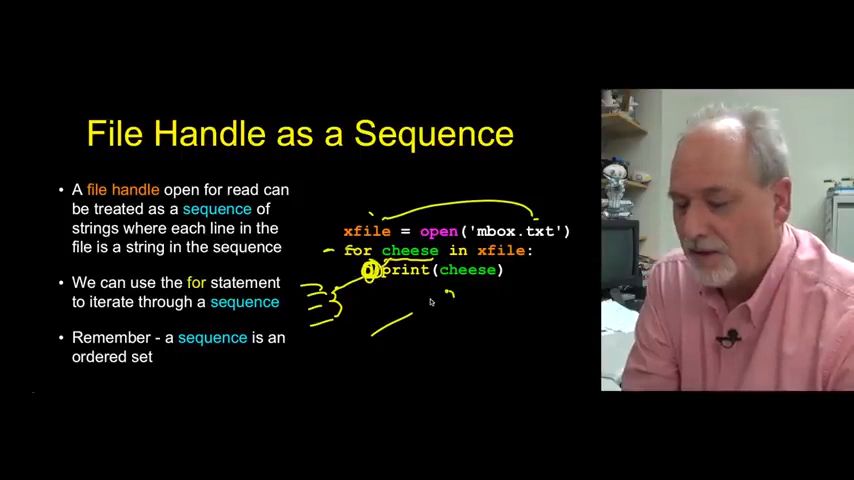 File Handle as a Sequence
• A file handle open for read can
be treated as a sequence of
strings where each line in the
file is a string in the sequence
• We can use the for statement
to iterate through a sequence
• Remember - a sequence is an
ordered set
xfile = open('mbox.txt')
for cheese in xfile:
print(cheese)